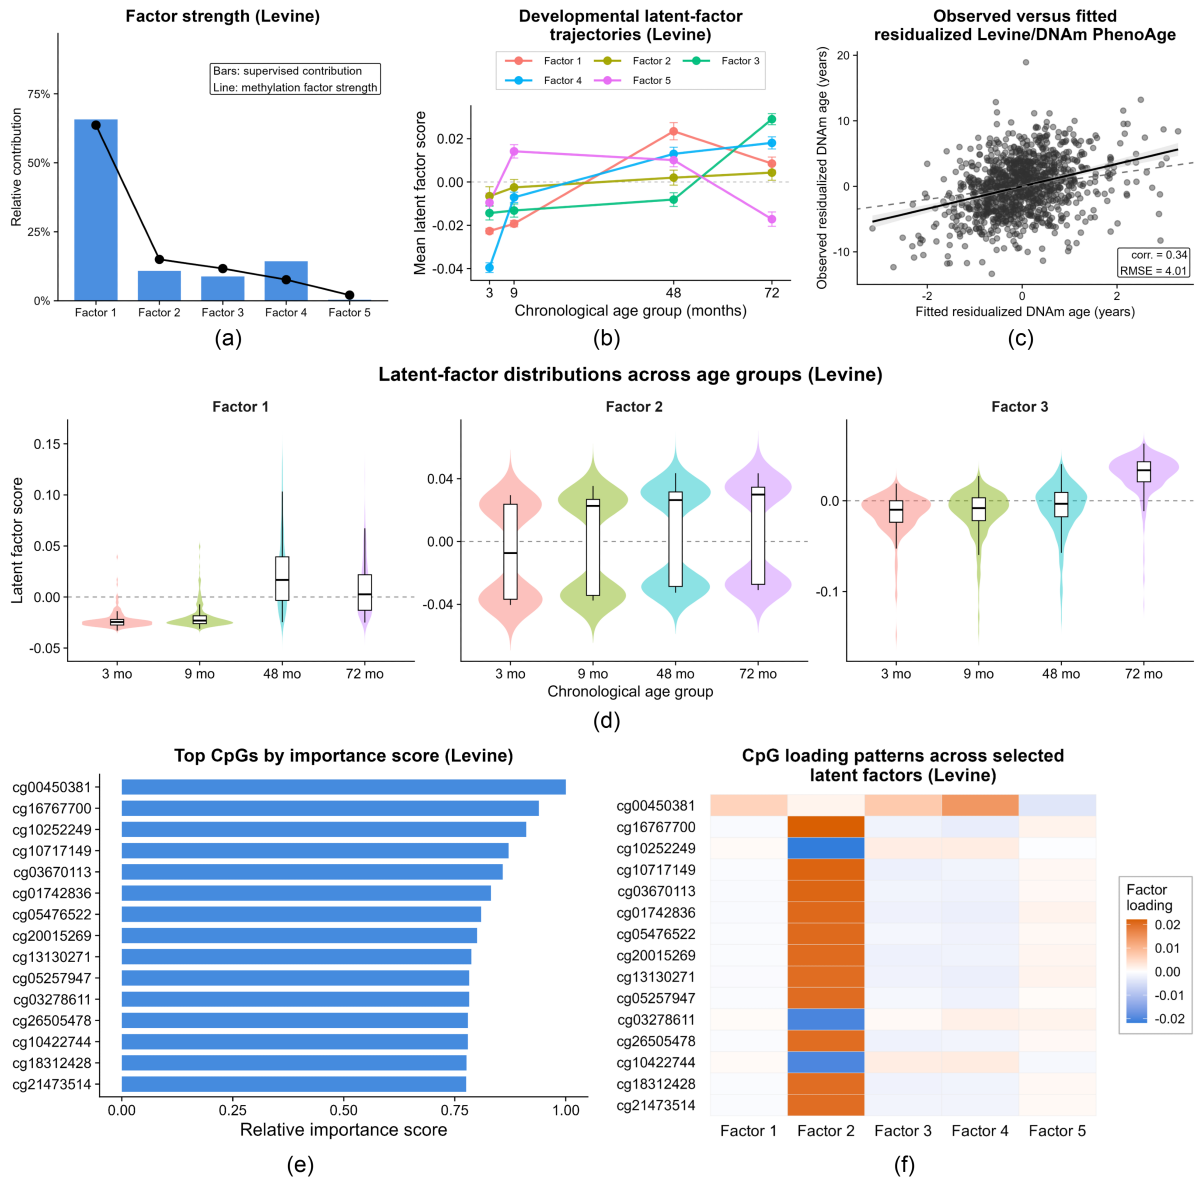 Factor strength (Levine)
Bars: supervised contribution
Line: methylation factor strength
Relative contribution
75%
50%
25%
0%
Factor 1
Factor 2
Factor 3
Factor 4
Factor 5
(a)
Developmental latent-factor
trajectories (Levine)
Factor 1
Factor 2
Factor 3
Factor 4
Factor 5
Mean latent factor score
0.02
0.00
-0.02
-0.04
3
9
48
72
Chronological age group (months)
(b)
Observed versus fitted
residualized Levine/DNAm PhenoAge
Observed residualized DNAm age (years)
20
10
0
-10
corr. = 0.34
RMSE = 4.01
-2
0
2
Fitted residualized DNAm age (years)
(c)
Latent-factor distributions across age groups (Levine)
Factor 1
Latent factor score
0.15
0.10
0.05
0.00
-0.05
3 mo
9 mo
48 mo
72 mo
Factor 2
0.04
0.00
-0.04
3 mo
9 mo
48 mo
72 mo
Chronological age group
Factor 3
0.0
-0.1
3 mo
9 mo
48 mo
72 mo
(d)
Top CpGs by importance score (Levine)
cg00450381
cg16767700
cg10252249
cg10717149
cg03670113
cg01742836
cg05476522
cg20015269
cg13130271
cg05257947
cg03278611
cg26505478
cg10422744
cg18312428
cg21473514
0.00
0.25
0.50
0.75
1.00
Relative importance score
(e)
CpG loading patterns across selected
latent factors (Levine)
cg00450381
cg16767700
cg10252249
cg10717149
cg03670113
cg01742836
cg05476522
cg20015269
cg13130271
cg05257947
cg03278611
cg26505478
cg10422744
cg18312428
cg21473514
Factor 1
Factor 2
Factor 3
Factor 4
Factor 5
Factor
loading
0.02
0.01
0.00
-0.01
-0.02
(f)